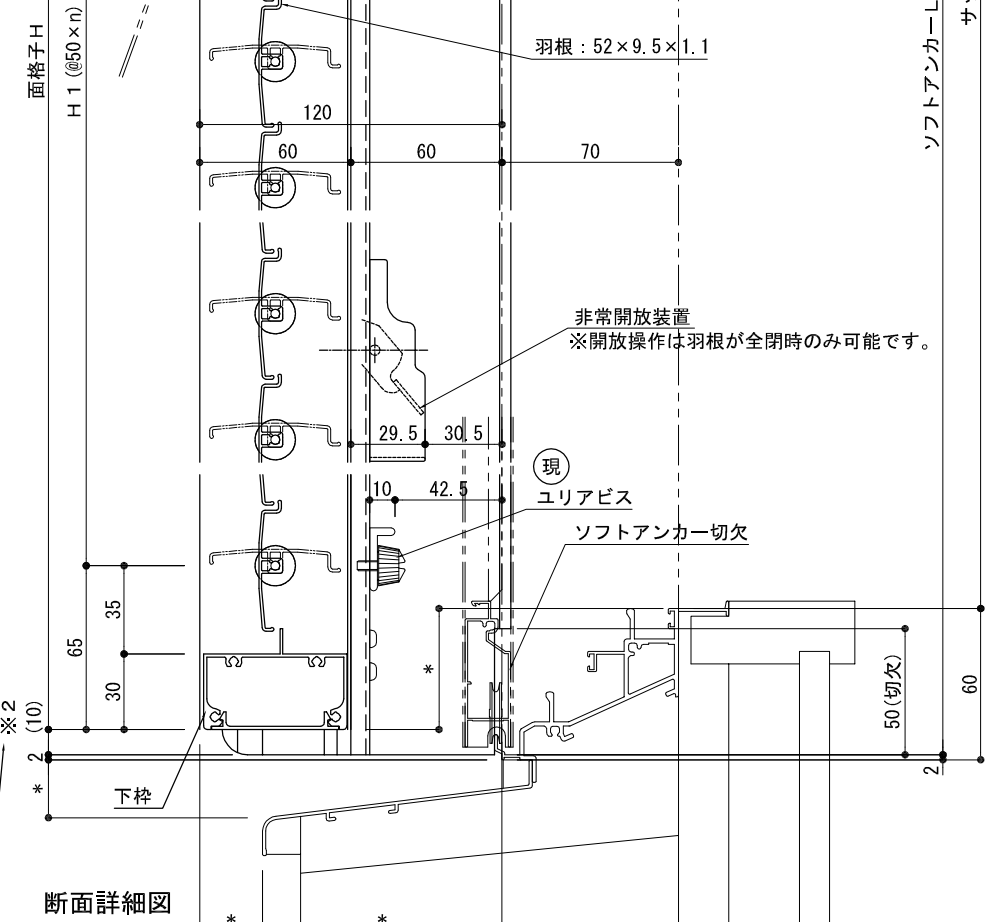 面格子H
H1(@50×n)
ソフトアンカーL
サ
羽根：52×9.5×1.1
120
60
60
70
非常開放装置
※開放操作は羽根が全閉時のみ可能です。
29.5
30.5
現
10
42.5
ユリアビス
ソフトアンカー切欠
35
65
30
*
50(切欠)
60
※2
(10)
2
*
2
下枠
断面詳細図
*
*